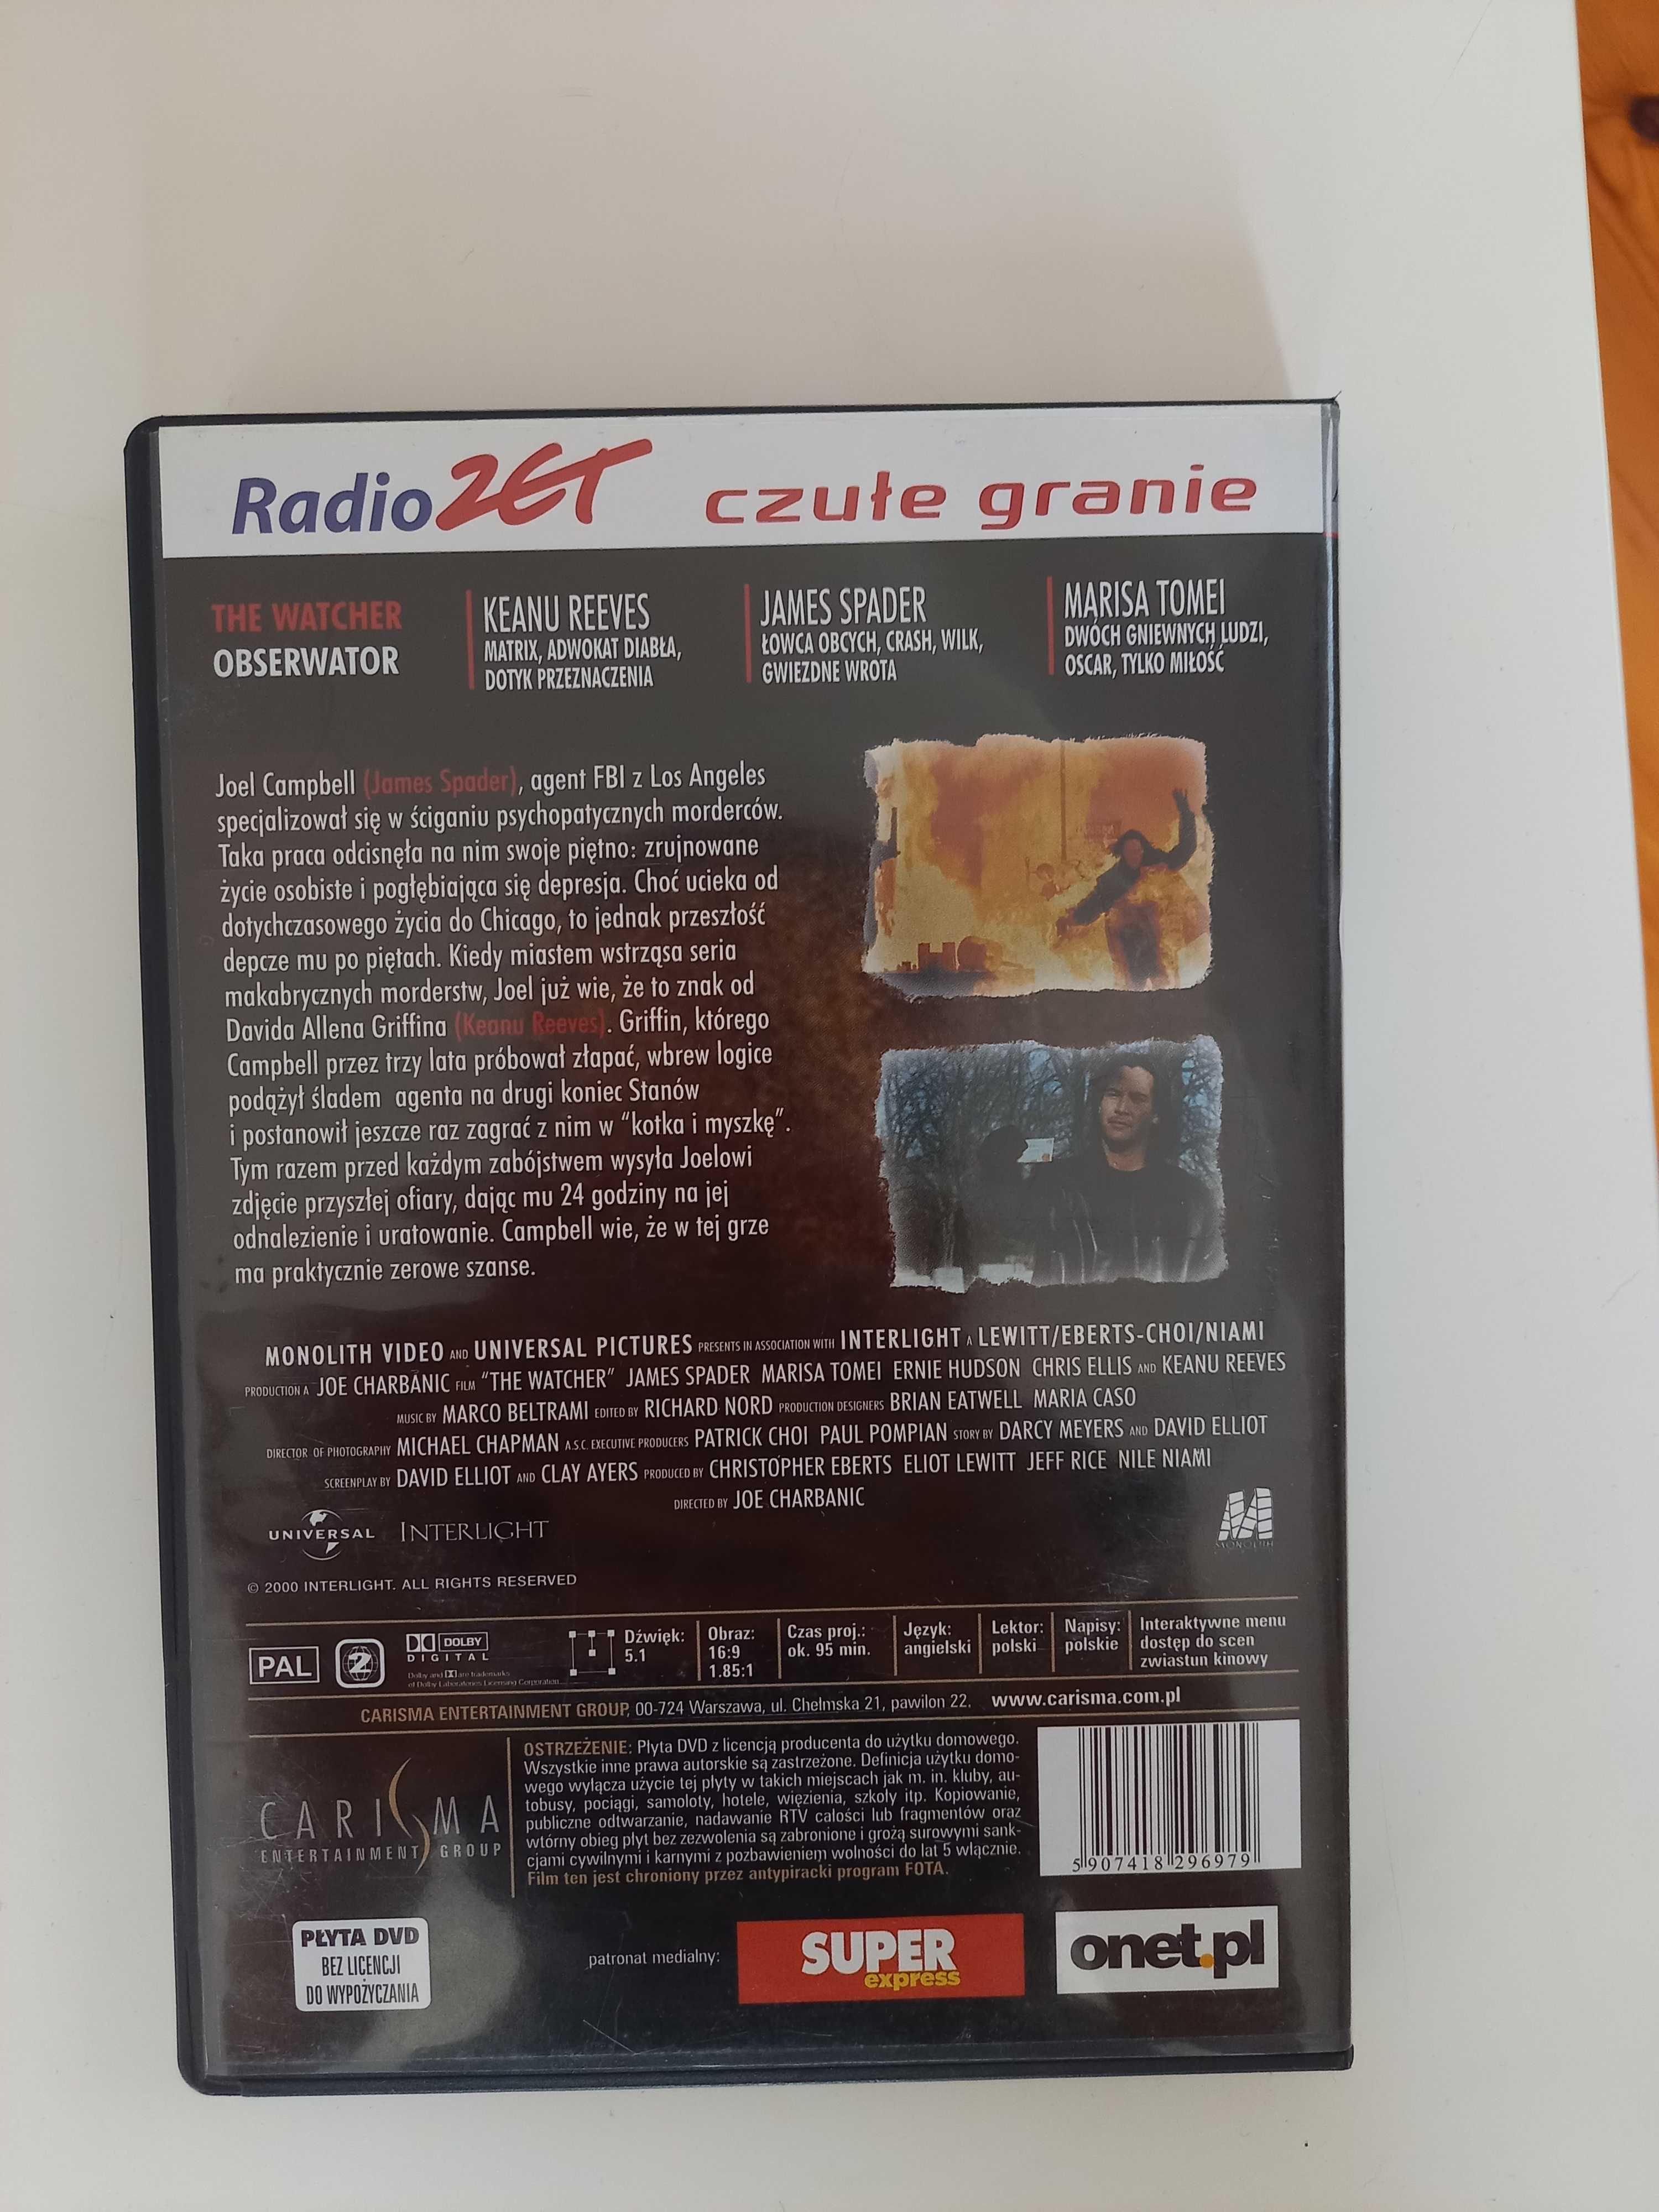 Radio ZET czułe granie
THE WATCHER
OBSERWATOR
KEANU REEVES
MATRIX, ADWOKAT DIABŁA,
DOTYK PRZEZNACZENIA
JAMES SPADER
ŁOWCA OBCYCH, CRASH, WILK,
GWIEZDNE WROTA
MARISA TOMEI
DWÓCH GNIEWNYCH LUDZI,
OSCAR, TYLKO MIŁOŚĆ
Joel Campbell (James Spader), agent FBI z Los Angeles
specjalizował się w ściganiu psychopatycznych morderców.
Taka praca odcisnęła na nim swoje piętno: zrujnowane
życie osobiste i pogłębiająca się depresja. Choć ucieka od
dotychczasowego życia do Chicago, to jednak przeszłość
depcze mu po piętach. Kiedy miastem wstrząsa seria
makabrycznych morderstw, Joel już wie, że to znak od
Davida Allena Griffina (Keanu Reeves). Griffin, którego
Campbell przez trzy lata próbował złapać, wbrew logice
podążył śladem agenta na drugi koniec Stanów
i postanowił jeszcze raz zagrać z nim w "kotka i myszkę".
Tym razem przed każdym zabójstwem wysyła Joelowi
zdjęcie przyszłej ofiary, dając mu 24 godziny na jej
odnalezienie i uratowanie. Campbell wie, że w tej grze
ma praktycznie zerowe szanse.
MONOLITH VIDEO AND UNIVERSAL PICTURES PRESENTS IN ASSOCIATION WITH INTERLIGHT A LEWITT/EBERTS-CHOI/NIAMI
PRODUCTION A JOE CHARBANIC FILM "THE WATCHER" JAMES SPADER MARISA TOMEI ERNIE HUDSON CHRIS ELLIS AND KEANU REEVES
MUSIC BY MARCO BELTRAMI EDITED BY RICHARD NORD PRODUCTION DESIGNERS BRIAN EATWELL MARIA CASO
DIRECTOR OF PHOTOGRAPHY MICHAEL CHAPMAN A.S.C. EXECUTIVE PRODUCERS PATRICK CHOI PAUL POMPIAN STORY BY DARCY MEYERS AND DAVID ELLIOT
SCREENPLAY BY DAVID ELLIOT AND CLAY AYERS PRODUCED BY CHRISTOPHER EBERTS ELIOT LEWITT JEFF RICE NILE NIAMI
DIRECTED BY JOE CHARBANIC
UNIVERSAL INTERLIGHT
MONOLITH
© 2000 INTERLIGHT. ALL RIGHTS RESERVED
PAL
2
DOLBY
DIGITAL
Dolby and DD are trademarks
of Dolby Laboratories Licensing Corporation
Dźwięk:
5.1
Obraz:
16:9
1.85:1
Czas proj.:
ok. 95 min.
Język:
angielski
Lektor:
polski
Napisy:
polskie
Interaktywne menu
dostęp do scen
zwiastun kinowy
CARISMA ENTERTAINMENT GROUP, 00-724 Warszawa, ul. Chełmska 21, pawilon 22. www.carisma.com.pl
CARISMA
ENTERTAINMENT GROUP
OSTRZEŻENIE: Płyta DVD z licencją producenta do użytku domowego.
Wszystkie inne prawa autorskie są zastrzeżone. Definicja użytku domo-
wego wyłącza użycie tej płyty w takich miejscach jak m. in. kluby, au-
tobusy, pociągi, samoloty, hotele, więzienia, szkoły itp. Kopiowanie,
publiczne odtwarzanie, nadawanie RTV całości lub fragmentów oraz
wtórny obieg płyt bez zezwolenia są zabronione i grożą surowymi sank-
cjami cywilnymi i karnymi z pozbawieniem wolności do lat 5 włącznie.
Film ten jest chroniony przez antypiracki program FOTA.
5 907418 296979
PŁYTA DVD
BEZ LICENCJI
DO WYPOŻYCZANIA
patronat medialny:
SUPER
express
onet.pl